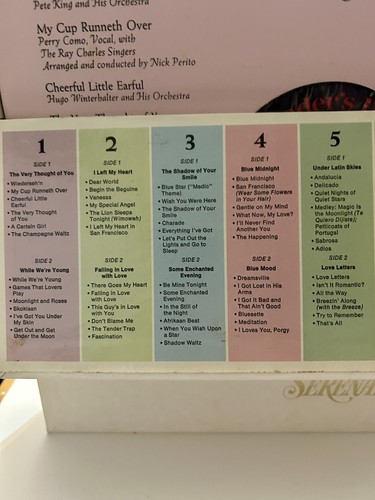 Pete King and His Orchestra
My Cup Runneth Over
Perry Como, Vocal, with
The Ray Charles Singers
Arranged and conducted by Nick Perito
Cheerful Little Earful
Hugo Winterhalter and His Orchestra
1
SIDE 1
The Very Thought of You
• Wiederseh'n
• My Cup Runneth Over
• Cheerful Little
Earful
• The Very Thought
of You
• A Certain Girl
• The Champagne Waltz
SIDE 2
While We're Young
• While We're Young
• Games That Lovers
Play
• Moonlight and Roses
• Skokiaan
• I've Got You Under
My Skin
• Get Out and Get
Under the Moon
2
SIDE 1
I Left My Heart
• Dear World
• Begin the Beguine
• Vanessa
• My Special Angel
• The Lion Sleeps
Tonight (Wimoweh)
• I Left My Heart in
San Francisco
SIDE 2
Falling in Love
with Love
• There Goes My Heart
• Falling in Love
with Love
• This Guy's in Love
with You
• Don't Blame Me
• The Tender Trap
• Fascination
3
SIDE 1
The Shadow of Your
Smile
• Blue Star ("Medic"
Theme)
• Wish You Were Here
• The Shadow of Your
Smile
• Charade
• Everything I've Got
• Let's Put Out the
Lights and Go to
Sleep
SIDE 2
Some Enchanted
Evening
• Be Mine Tonight
• Some Enchanted
Evening
• In the Still of
the Night
• Afrikaan Beat
• When You Wish Upon
a Star
• Shadow Waltz
4
SIDE 1
Blue Midnight
• Blue Midnight
• San Francisco
(Wear Some Flowers
in Your Hair)
• Gentle on My Mind
• What Now, My Love?
• I'll Never Find
Another You
• The Happening
SIDE 2
Blue Mood
• Dreamsville
• I Got Lost in His
Arms
• I Got It Bad and
That Ain't Good
• Bluesette
• Meditation
• I Loves You, Porgy
5
SIDE 1
Under Latin Skies
• Andalucia
• Delicado
• Quiet Nights of
Quiet Stars
• Medley: Magic Is
the Moonlight (Te
Quiero Dijiste);
Petticoats of
Portugal
• Sabrosa
• Adios
SIDE 2
Love Letters
• Love Letters
• Isn't It Romantic?
• All the Way
• Breezin' Along
(with the Breeze)
• Try to Remember
• That's All